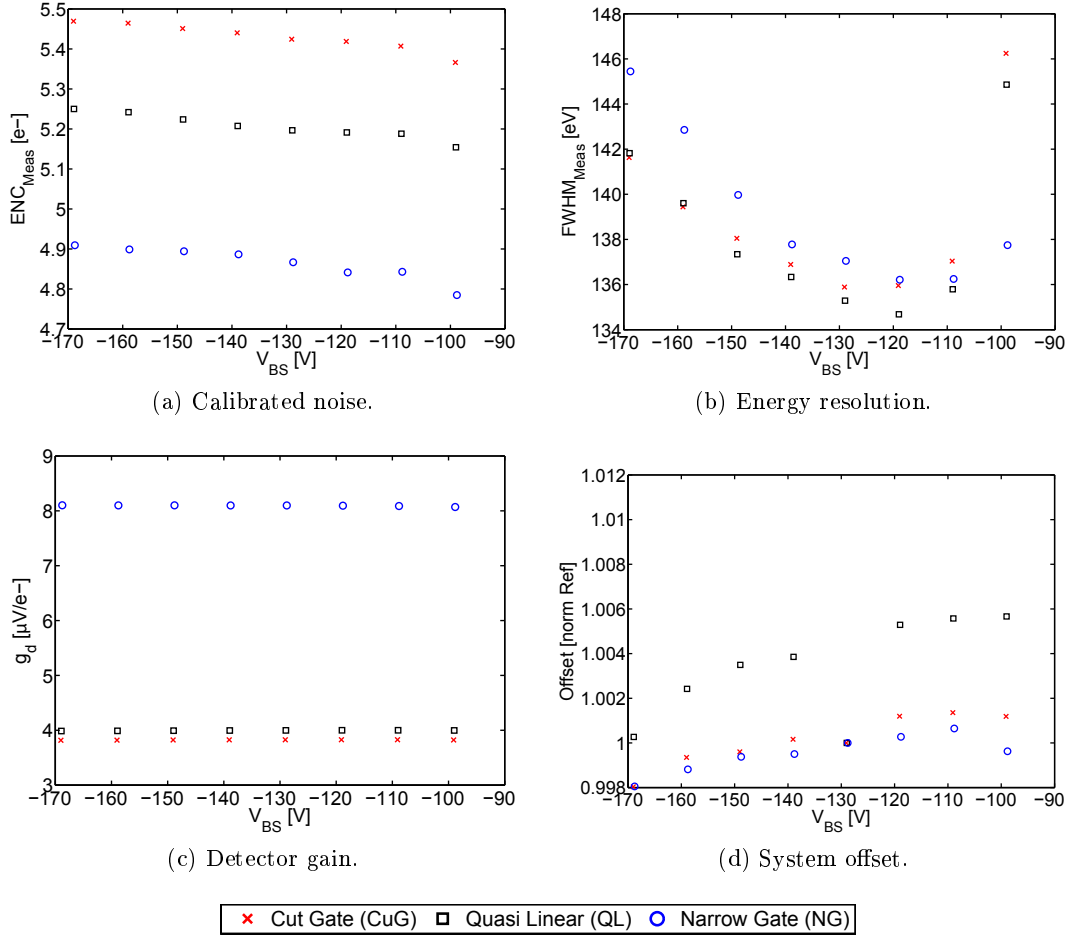 5.5
5.4
5.3
5.2
5.1
5
4.9
4.8
4.7
ENC_Meas [e−]
−170 −160 −150 −140 −130 −120 −110 −100 −90
V_BS [V]
(a) Calibrated noise.
148
146
144
142
140
138
136
134
FWHM_Meas [eV]
−170 −160 −150 −140 −130 −120 −110 −100 −90
V_BS [V]
(b) Energy resolution.
9
8
7
6
5
4
3
g_d [µV/e−]
−170 −160 −150 −140 −130 −120 −110 −100 −90
V_BS [V]
(c) Detector gain.
1.012
1.01
1.008
1.006
1.004
1.002
1
0.998
Offset [norm Ref]
−170 −160 −150 −140 −130 −120 −110 −100 −90
V_BS [V]
(d) System offset.
Cut Gate (CuG) Quasi Linear (QL) Narrow Gate (NG)